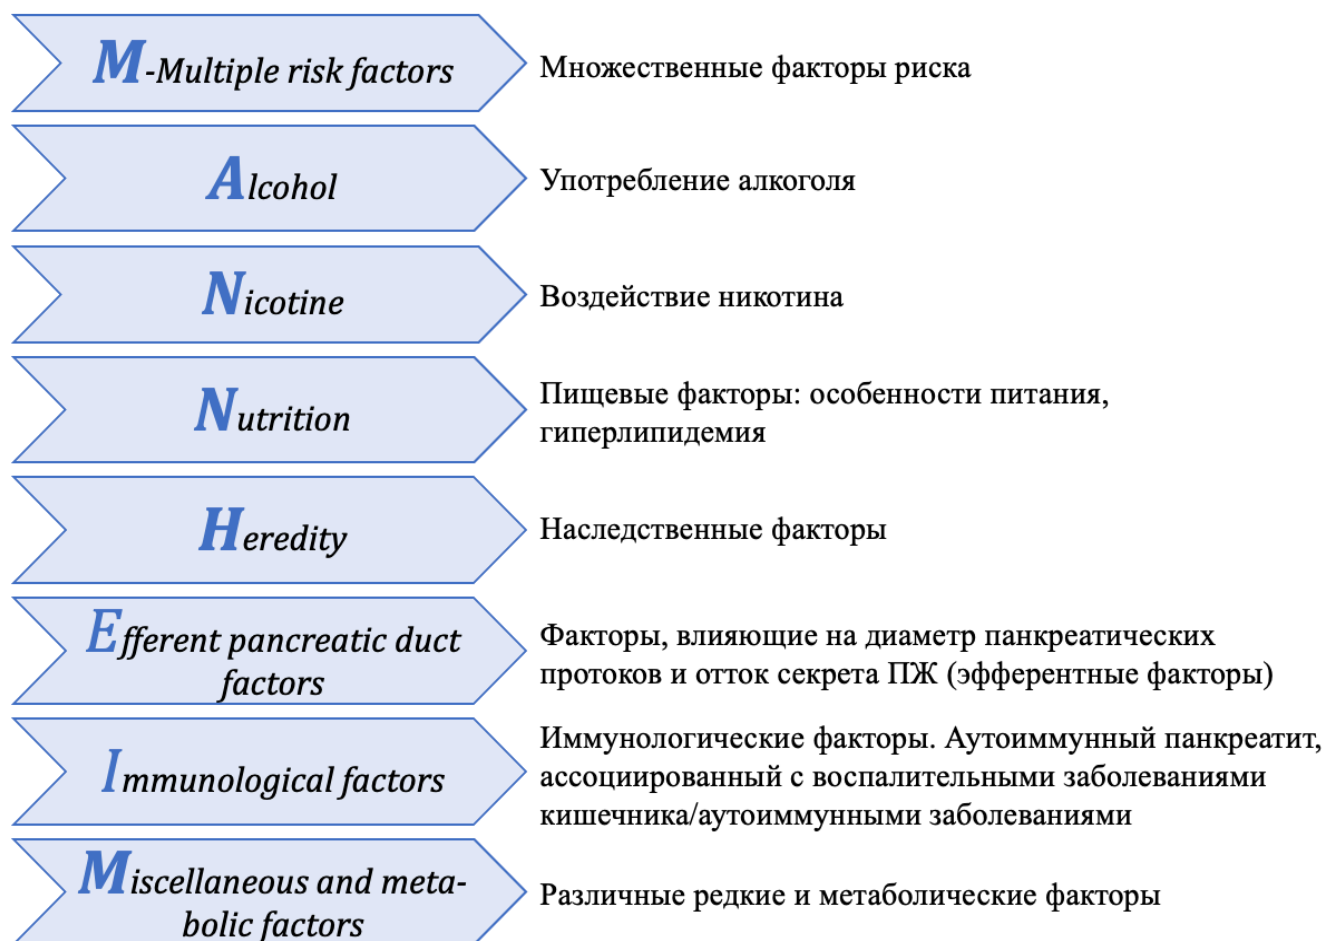 M-Multiple risk factors
Множественные факторы риска
Alcohol
Употребление алкоголя
Nicotine
Воздействие никотина
Nutrition
Пищевые факторы: особенности питания,
гиперлипидемия
Heredity
Наследственные факторы
Efferent pancreatic duct
factors
Факторы, влияющие на диаметр панкреатических
протоков и отток секрета ПЖ (эфферентные факторы)
Immunological factors
Иммунологические факторы. Аутоиммунный панкреатит,
ассоциированный с воспалительными заболеваниями
кишечника/аутоиммунными заболеваниями
Miscellaneous and meta-
bolic factors
Различные редкие и метаболические факторы